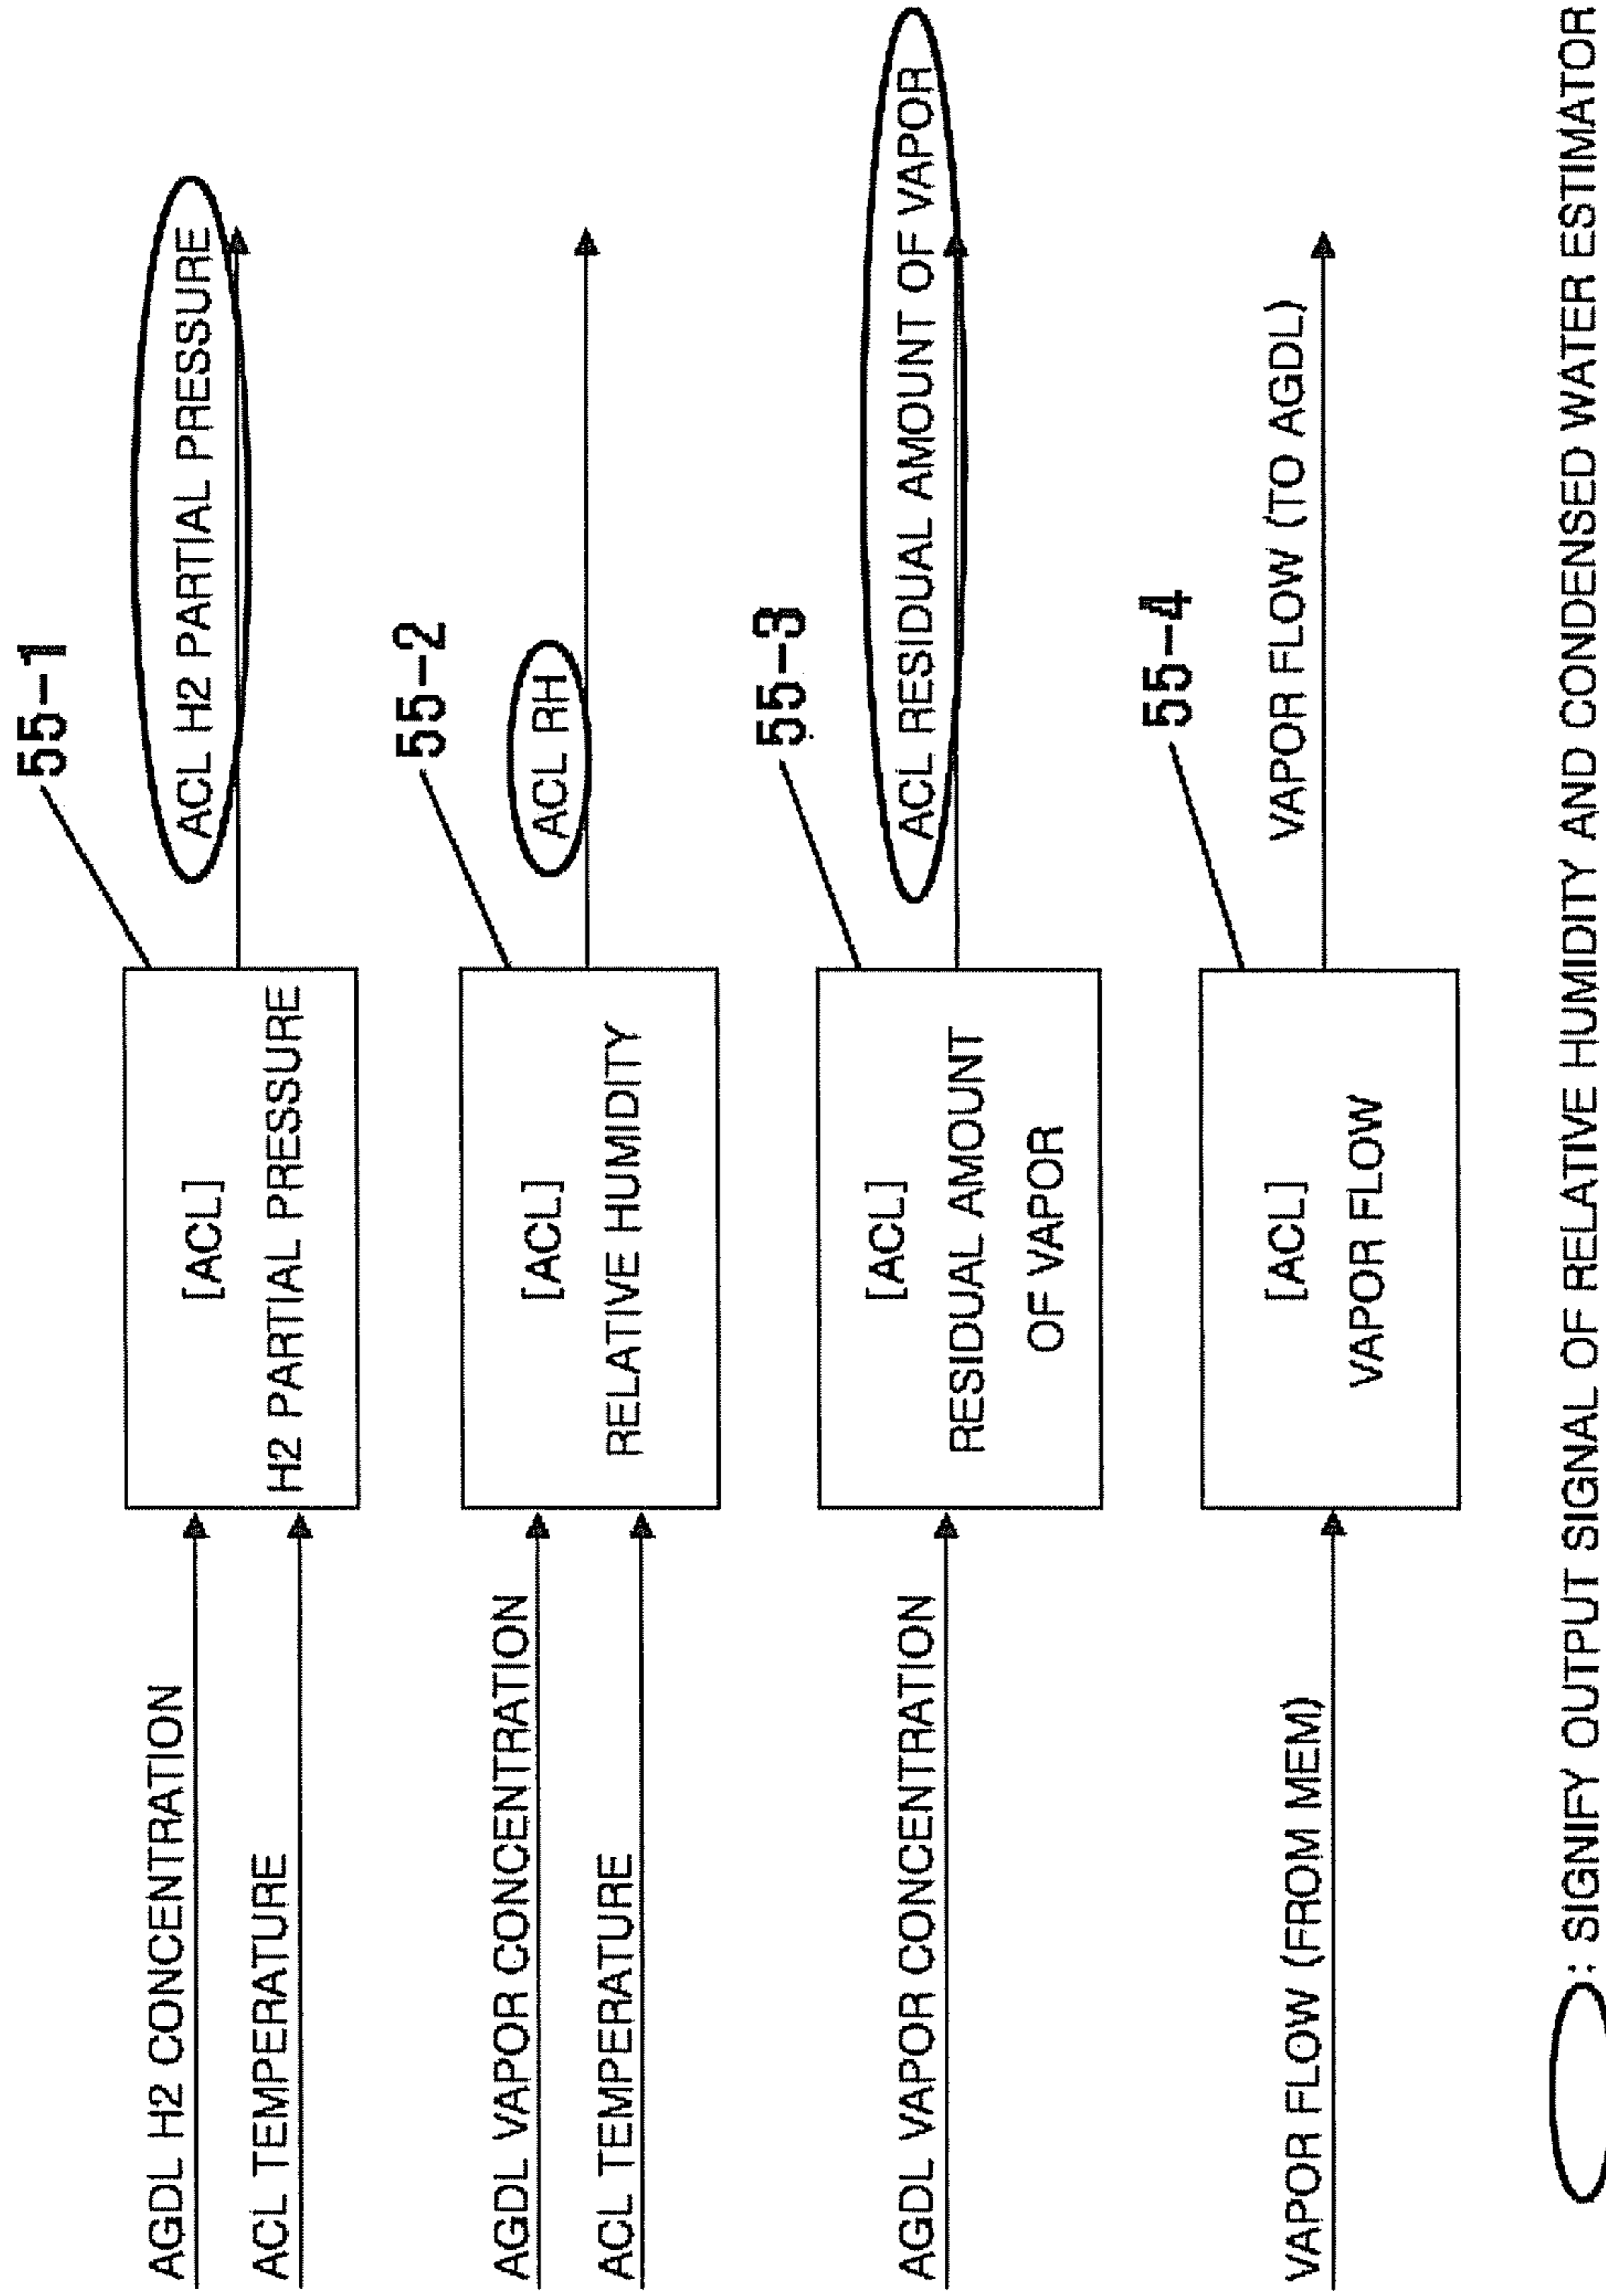 55-1
AGDL H2 CONCENTRATION
ACL TEMPERATURE
[ACL]
H2 PARTIAL PRESSURE
ACL H2 PARTIAL PRESSURE
55-2
AGDL VAPOR CONCENTRATION
ACL TEMPERATURE
[ACL]
RELATIVE HUMIDITY
ACL RH
55-3
AGDL VAPOR CONCENTRATION
[ACL]
RESIDUAL AMOUNT
OF VAPOR
ACL RESIDUAL AMOUNT OF VAPOR
55-4
VAPOR FLOW (FROM MEM)
[ACL]
VAPOR FLOW
VAPOR FLOW (TO AGDL)
: SIGNIFY OUTPUT SIGNAL OF RELATIVE HUMIDITY AND CONDENSED WATER ESTIMATOR